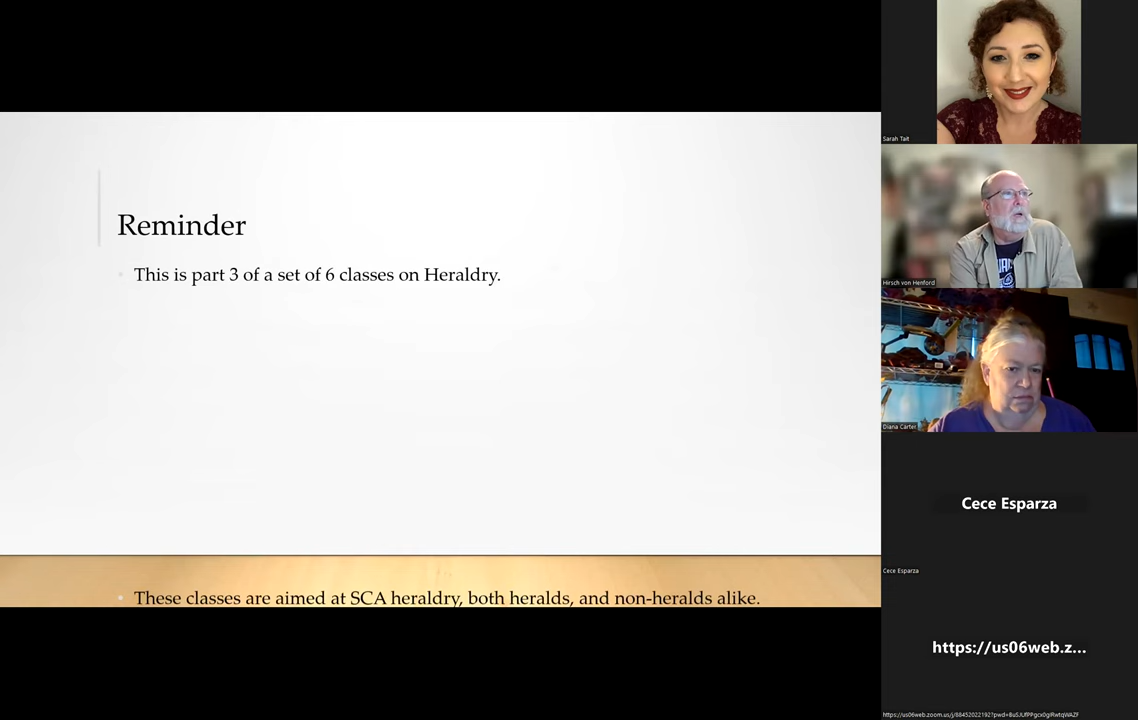 Reminder
This is part 3 of a set of 6 classes on Heraldry.
These classes are aimed at SCA heraldry, both heralds, and non-heralds alike.
Sarah Tait
Hirsch von Henford
Diana Carter
Cece Esparza
Cece Esparza
https://us06web.z...